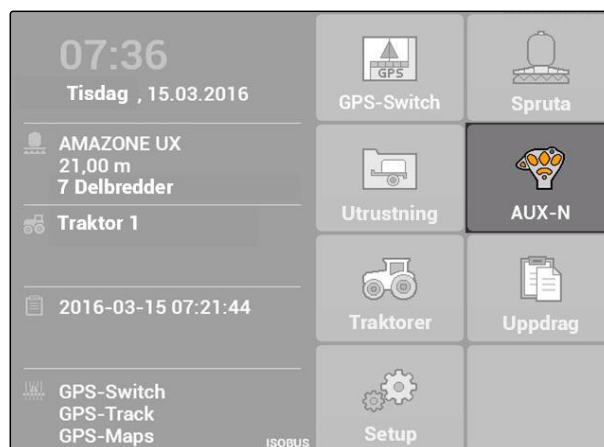 07:36
Tisdag , 15.03.2016
AMAZONE UX
21,00 m
7 Delbredder
Traktor 1
2016-03-15 07:21:44
GPS-Switch
GPS-Track
GPS-Maps
ISOBUS
GPS
GPS-Switch
Spruta
Utrustning
AUX-N
Traktorer
Uppdrag
Setup